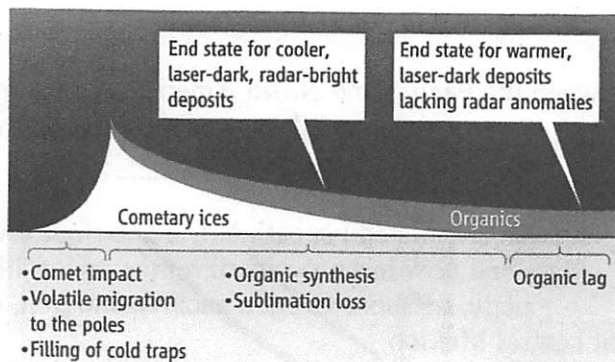 End state for cooler,
laser-dark, radar-bright
deposits
End state for warmer,
laser-dark deposits
lacking radar anomalies
Cometary ices
Organics
•Comet impact
•Volatile migration
to the poles
•Filling of cold traps
•Organic synthesis
•Sublimation loss
Organic lag